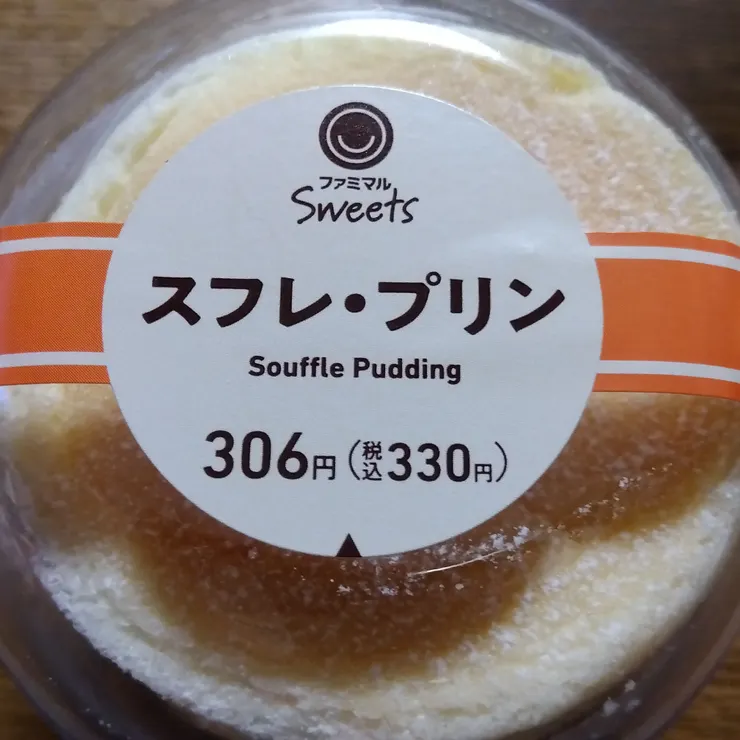 ファミマル
Sweets
スフレ・プリン
Souffle Pudding
306円(税込330円)